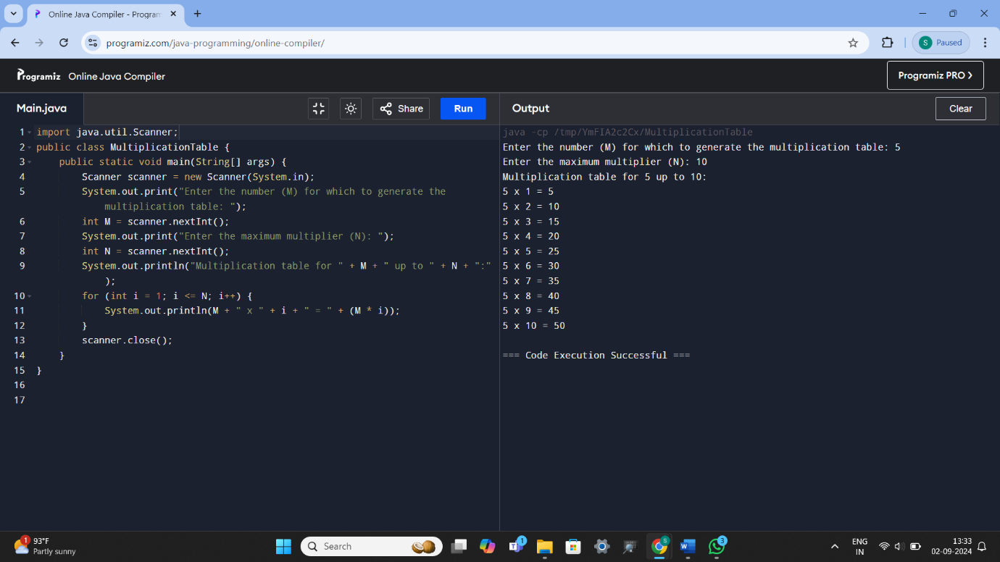 Online Java Compiler - Program
programiz.com/java-programming/online-compiler/
S Paused
Programiz Online Java Compiler
Programiz PRO
Main.java
Share
Run
Output
Clear
1 import java.util.Scanner;
2 public class MultiplicationTable {
3 public static void main(String[] args) {
4 Scanner scanner = new Scanner(System.in);
5 System.out.print("Enter the number (M) for which to generate the
multiplication table: ");
6 int M = scanner.nextInt();
7 System.out.print("Enter the maximum multiplier (N): ");
8 int N = scanner.nextInt();
9 System.out.println("Multiplication table for " + M + " up to " + N + ":"
);
10 for (int i = 1; i <= N; i++) {
11 System.out.println(M + " x " + i + " = " + (M * i));
12 }
13 scanner.close();
14 }
15 }
16
17
java -cp /tmp/YmFIA2c2Cx/MultiplicationTable
Enter the number (M) for which to generate the multiplication table: 5
Enter the maximum multiplier (N): 10
Multiplication table for 5 up to 10:
5 x 1 = 5
5 x 2 = 10
5 x 3 = 15
5 x 4 = 20
5 x 5 = 25
5 x 6 = 30
5 x 7 = 35
5 x 8 = 40
5 x 9 = 45
5 x 10 = 50
=== Code Execution Successful ===
1
93°F
Partly sunny
Search
1
S
W
3
ENG
IN
13:33
02-09-2024